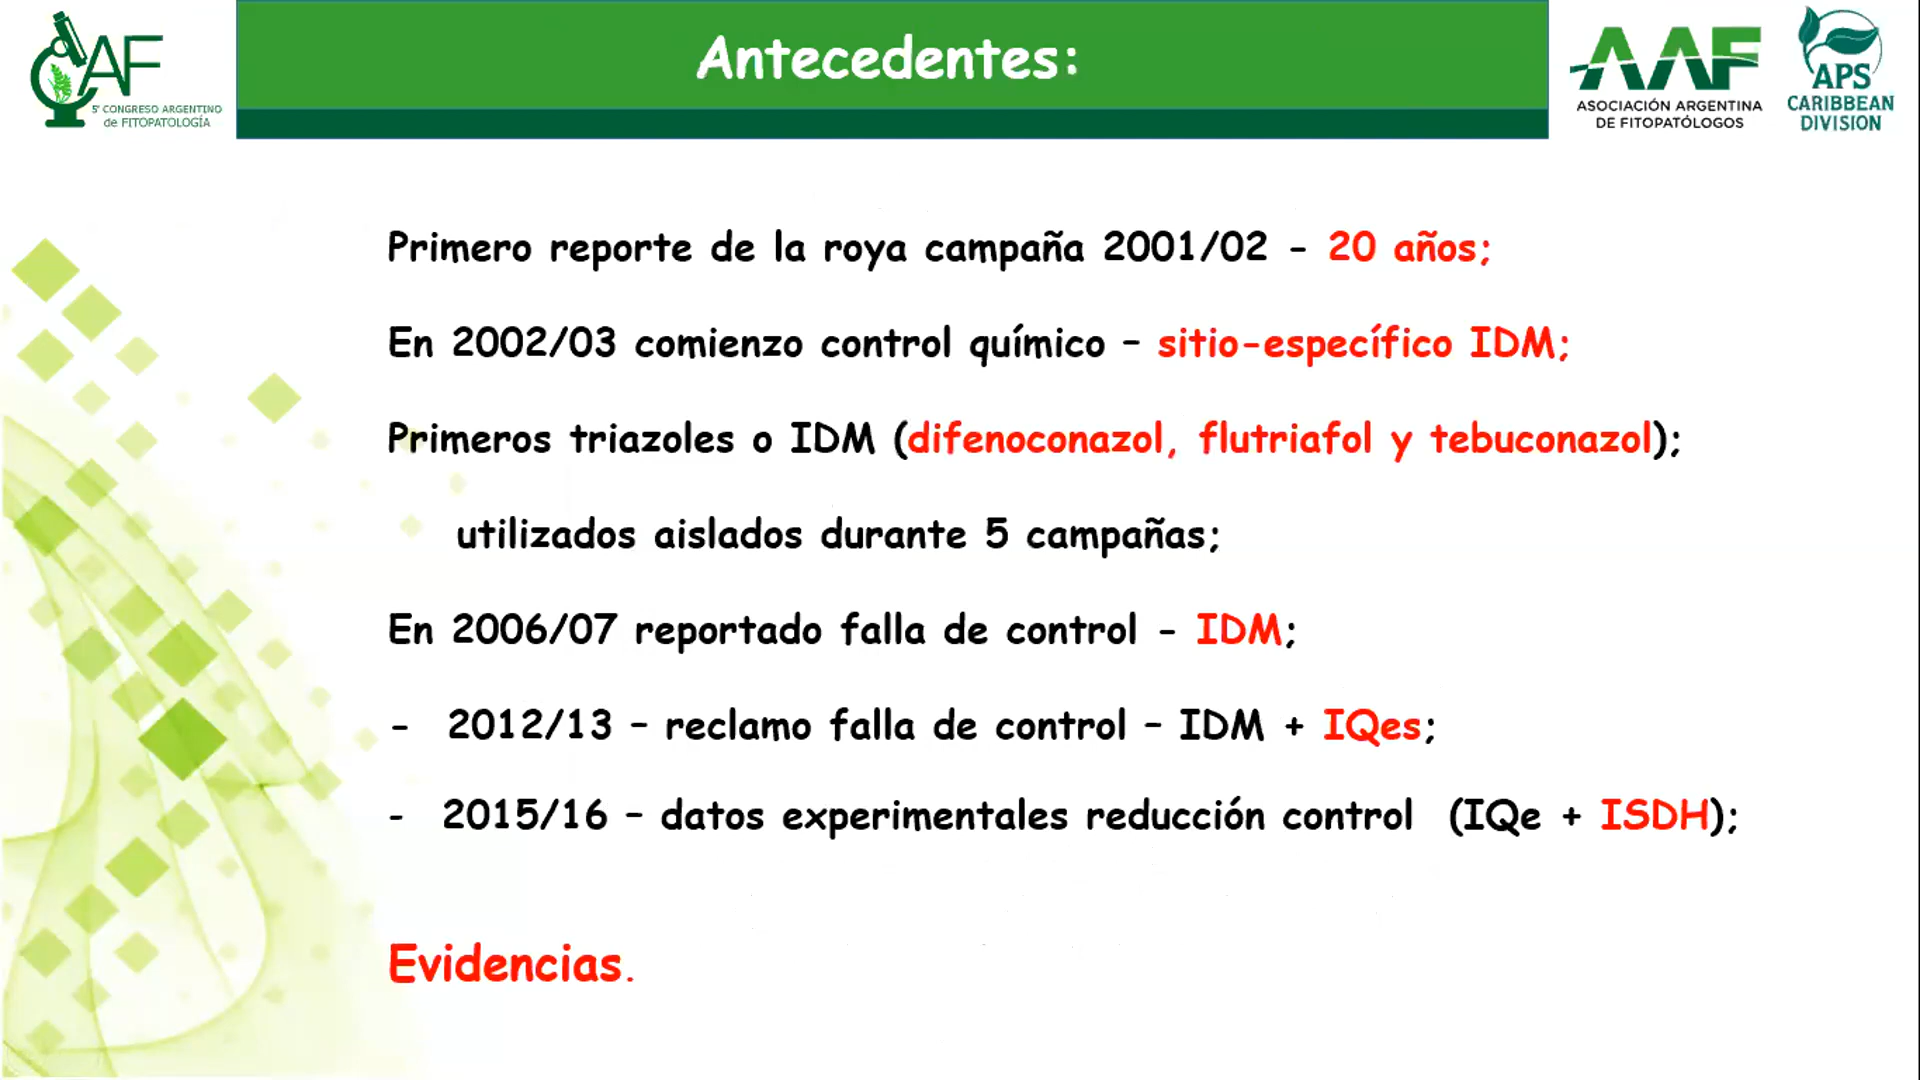 AF
5º CONGRESO ARGENTINO
de FITOPATOLOGÍA
Antecedentes:
AAF
ASOCIACIÓN ARGENTINA
DE FITOPATÓLOGOS
APS
CARIBBEAN
DIVISION
Primero reporte de la roya campaña 2001/02 - 20 años;
En 2002/03 comienzo control químico – sitio-específico IDM;
Primeros triazoles o IDM (difenoconazol, flutriafol y tebuconazol);
utilizados aislados durante 5 campañas;
En 2006/07 reportado falla de control - IDM;
- 2012/13 – reclamo falla de control – IDM + IQes;
- 2015/16 – datos experimentales reducción control (IQe + ISDH);
Evidencias.